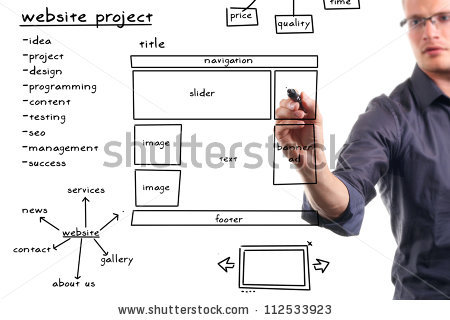 website project
-idea
-project
-design
-programming
-content
-testing
-seo
-management
-success
price
quality
time
title
navigation
slider
image
text
banner
ad
image
footer
services
news
website
contact
gallery
about us
shutterstock
www.shutterstock.com · 112533923